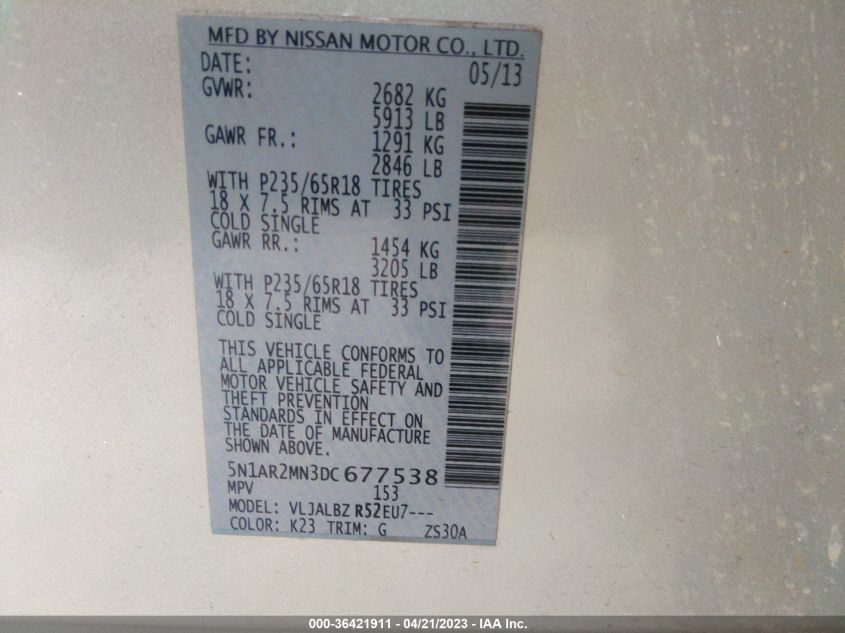 MFD BY NISSAN MOTOR CO., LTD.
DATE: 05/13
GVWR: 2682 KG
5913 LB
GAWR FR.: 1291 KG
2846 LB
WITH P235/65R18 TIRES
18 X 7.5 RIMS AT 33 PSI
COLD SINGLE
GAWR RR.: 1454 KG
3205 LB
WITH P235/65R18 TIRES
18 X 7.5 RIMS AT 33 PSI
COLD SINGLE
THIS VEHICLE CONFORMS TO
ALL APPLICABLE FEDERAL
MOTOR VEHICLE SAFETY AND
THEFT PREVENTION
STANDARDS IN EFFECT ON
THE DATE OF MANUFACTURE
SHOWN ABOVE.
5N1AR2MN3DC677538
MPV 153
MODEL: VLJALBZ R52EU7---
COLOR: K23 TRIM: G ZS30A
000-36421911 - 04/21/2023 - IAA Inc.